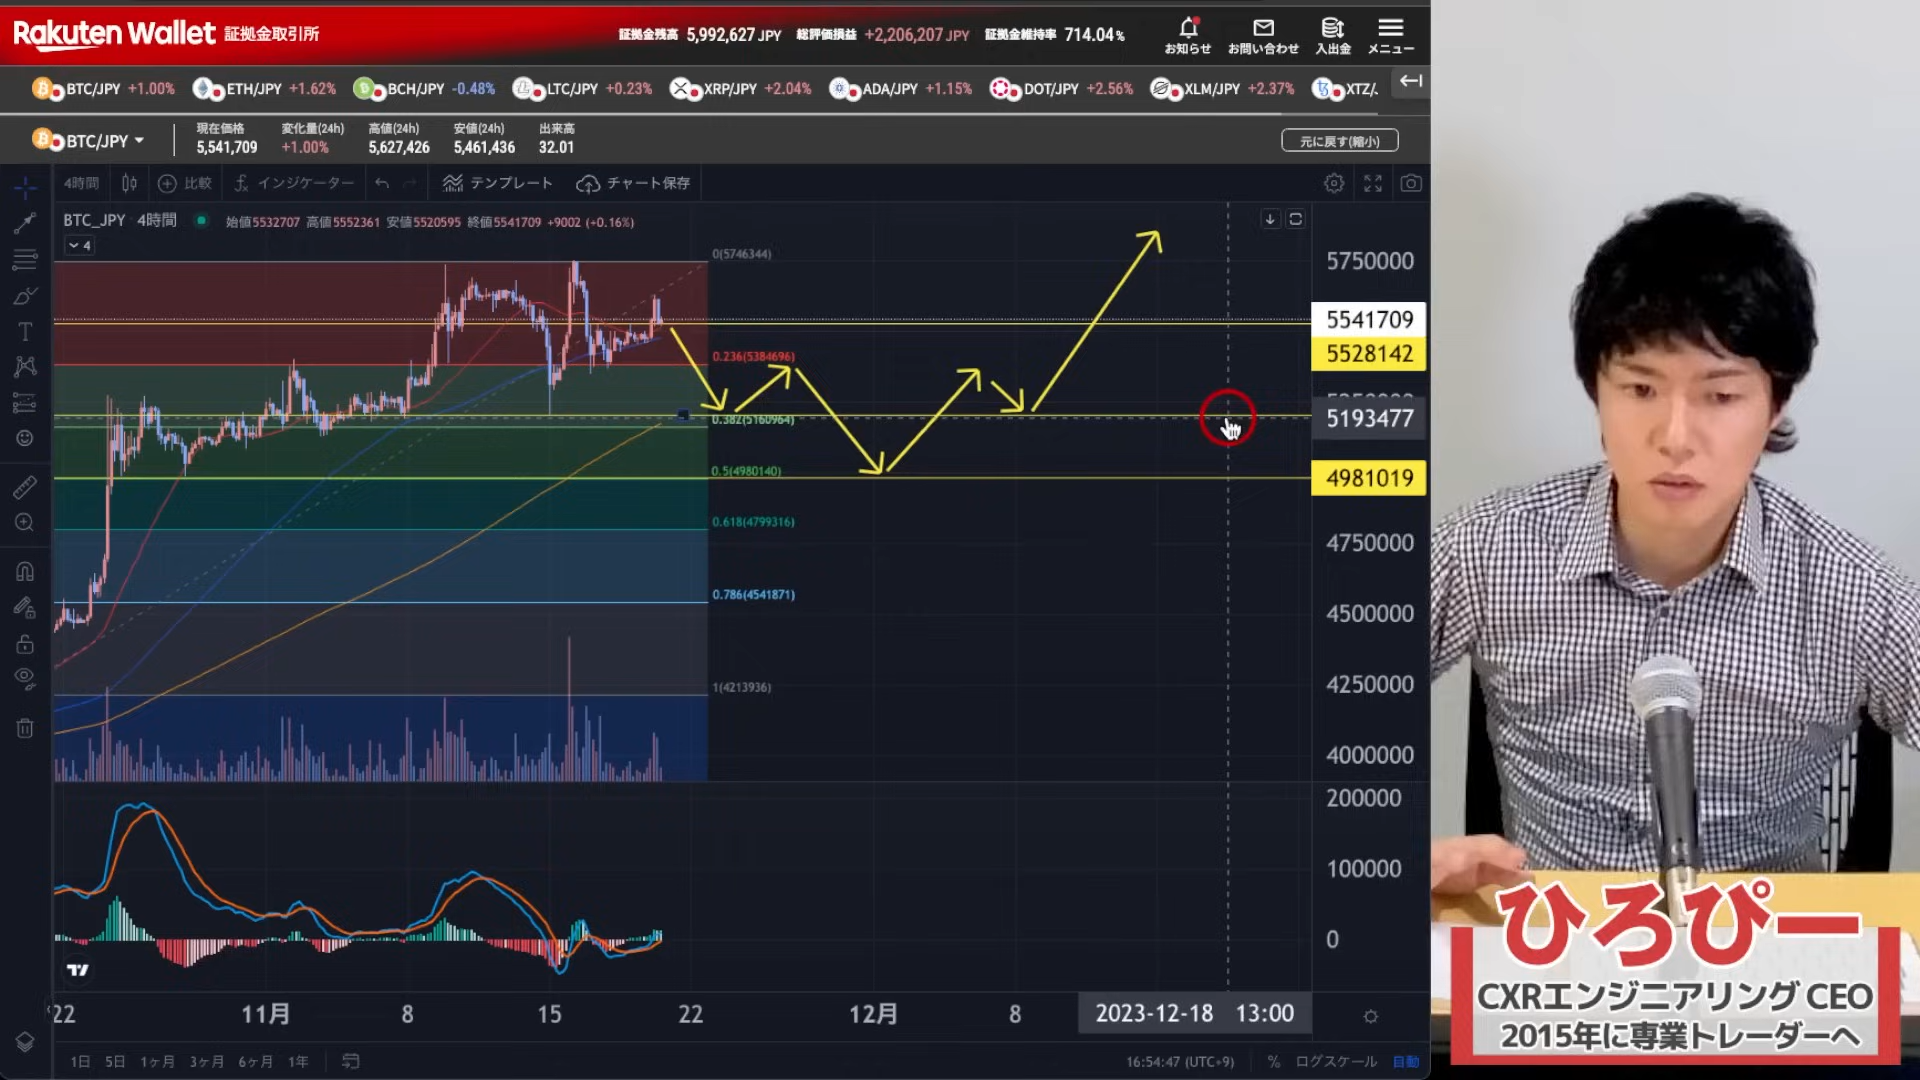 Rakuten Wallet 証拠金取引所
証拠金残高 5,992,627 JPY 総評価損益 +2,206,207 JPY 証拠金維持率 714.04%
お知らせ お問い合わせ 入出金 メニュー
BTC/JPY +1.00% ETH/JPY +1.62% BCH/JPY -0.48% LTC/JPY +0.23% XRP/JPY +2.04% ADA/JPY +1.15% DOT/JPY +2.56% XLM/JPY +2.37% XTZ/.
BTC/JPY
現在価格 変化量(24h) 高値(24h) 安値(24h) 出来高
5,541,709 +1.00% 5,627,426 5,461,436 32.01
元に戻す(縮小)
4時間 比較 インジケーター テンプレート チャート保存
BTC_JPY 4時間 始値5532707 高値5552361 安値5520595 終値5541709 +9002 (+0.16%)
4
0(5746344)
0.236(5384696)
0.382(5160964)
0.5(4980140)
0.618(4799316)
0.786(4541871)
1(4213936)
5750000
5541709
5528142
5193477
4981019
4750000
4500000
4250000
4000000
200000
100000
0
22 11月 8 15 22 12月 8 2023-12-18 13:00
1日 5日 1ヶ月 3ヶ月 6ヶ月 1年
16:54:47 (UTC+9) % ログスケール 自動
ひろぴー
CXRエンジニアリング CEO
2015年に専業トレーダーへ